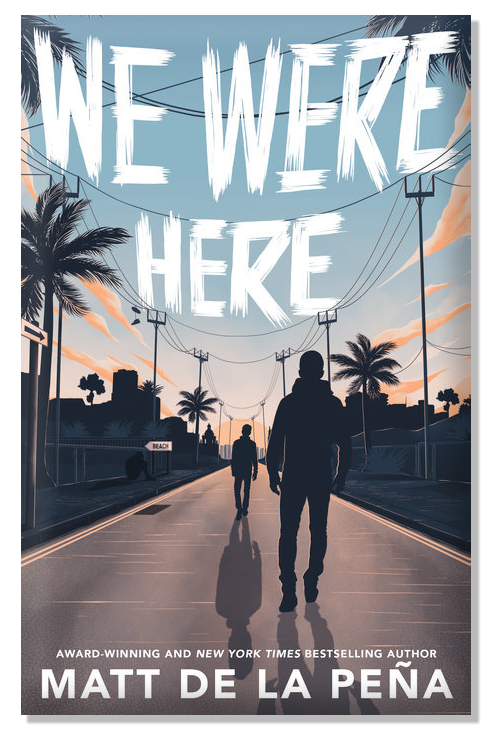 WE WERE
HERE
BEACH
AWARD-WINNING AND NEW YORK TIMES BESTSELLING AUTHOR
MATT DE LA PEÑA